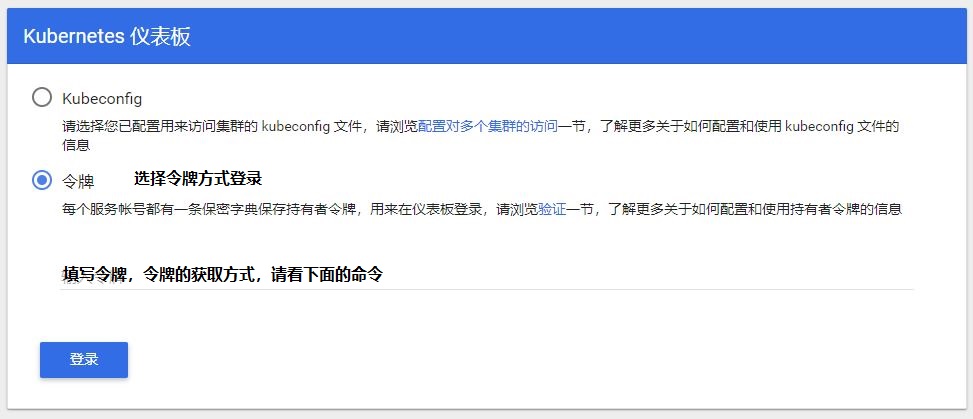 Kubernetes 仪表板
Kubeconfig
请选择您已配置用来访问集群的 kubeconfig 文件，请浏览配置对多个集群的访问一节，了解更多关于如何配置和使用 kubeconfig 文件的
信息
令牌 选择令牌方式登录
每个服务帐号都有一条保密字典保存持有者令牌，用来在仪表板登录，请浏览验证一节，了解更多关于如何配置和使用持有者令牌的信息
填写令牌，令牌的获取方式，请看下面的命令
登录